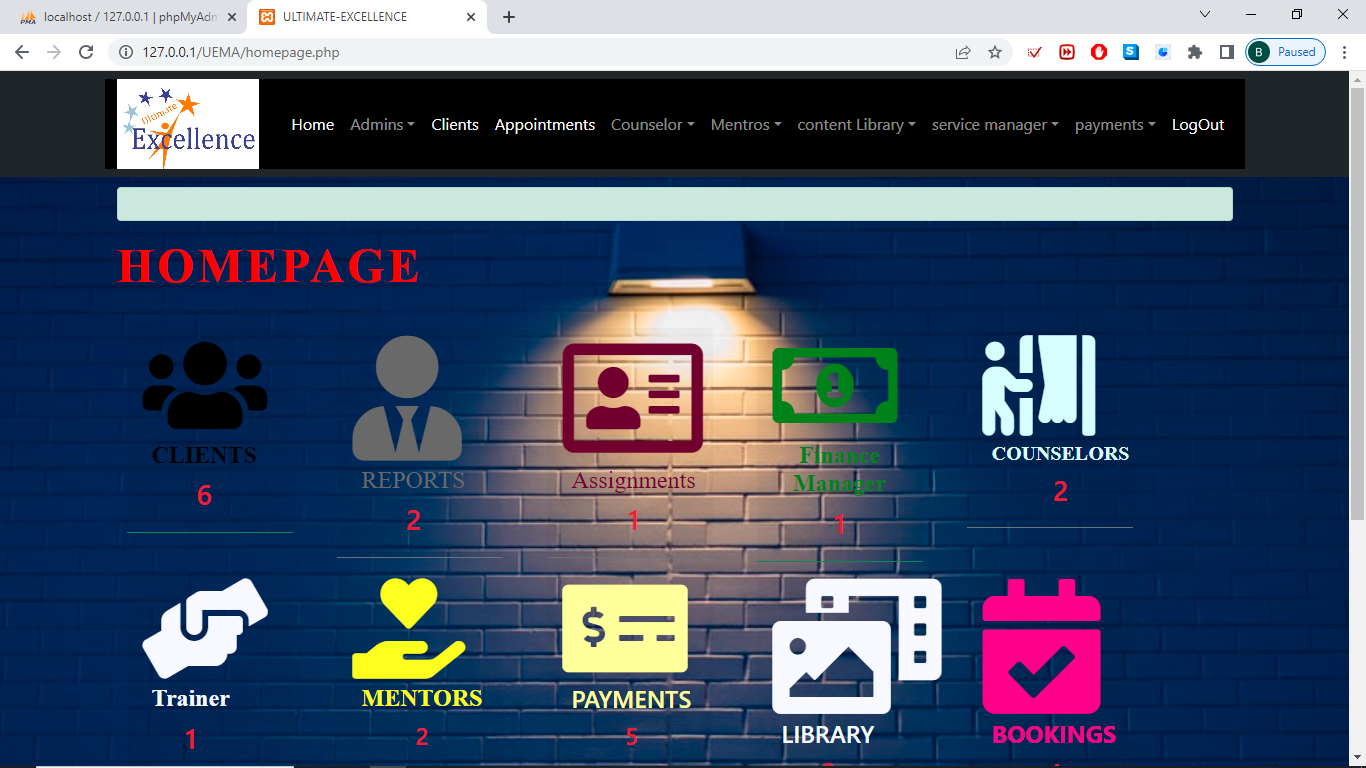 localhost / 127.0.0.1 | phpMyAdm
ULTIMATE-EXCELLENCE
127.0.0.1/UEMA/homepage.php
B Paused
Ultimate
Excellence
Home Admins Clients Appointments Counselor Mentros content Library service manager payments LogOut
HOMEPAGE
CLIENTS
6
REPORTS
2
Assignments
1
Finance
Manager
1
COUNSELORS
2
Trainer
1
MENTORS
2
PAYMENTS
5
LIBRARY
BOOKINGS